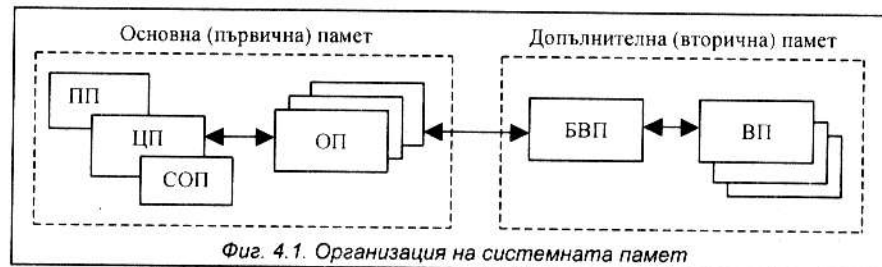 Основна (първична) памет
Допълнителна (вторична) памет
ПП
ЦП
СОП
ОП
БВП
ВП
Фиг. 4.1. Организация на системната памет